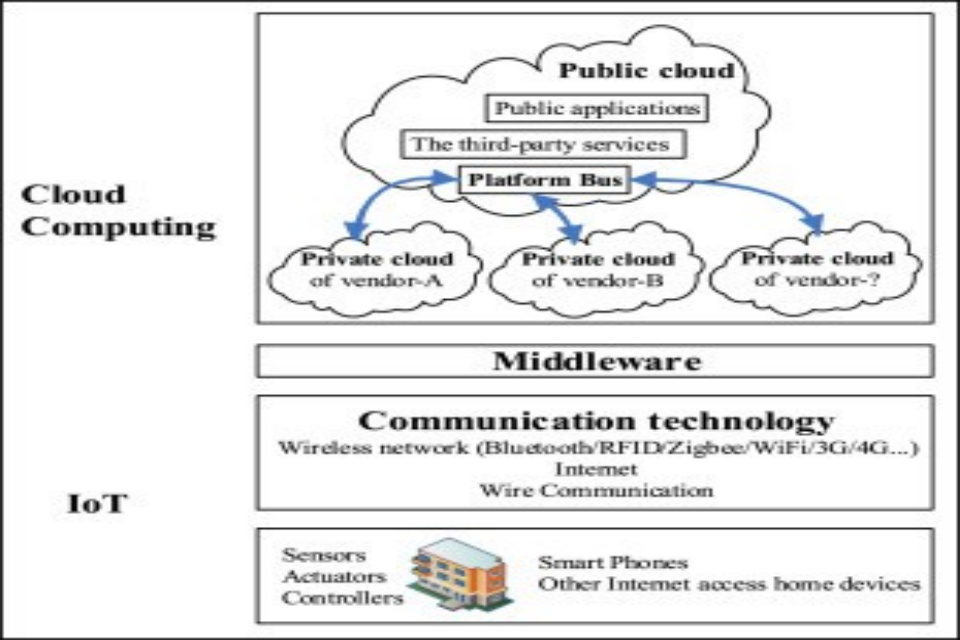 Public cloud
Public applications
The third-party services
Platform Bus
Cloud
Computing
Private cloud
of vendor-A
Private cloud
of vendor-B
Private cloud
of vendor-?
Middleware
Communication technology
Wireless network (Bluetooth/RFID/Zigbee/WiFi/3G/4G...)
Internet
Wire Communication
IoT
Sensors
Actuators
Controllers
Smart Phones
Other Internet access home devices